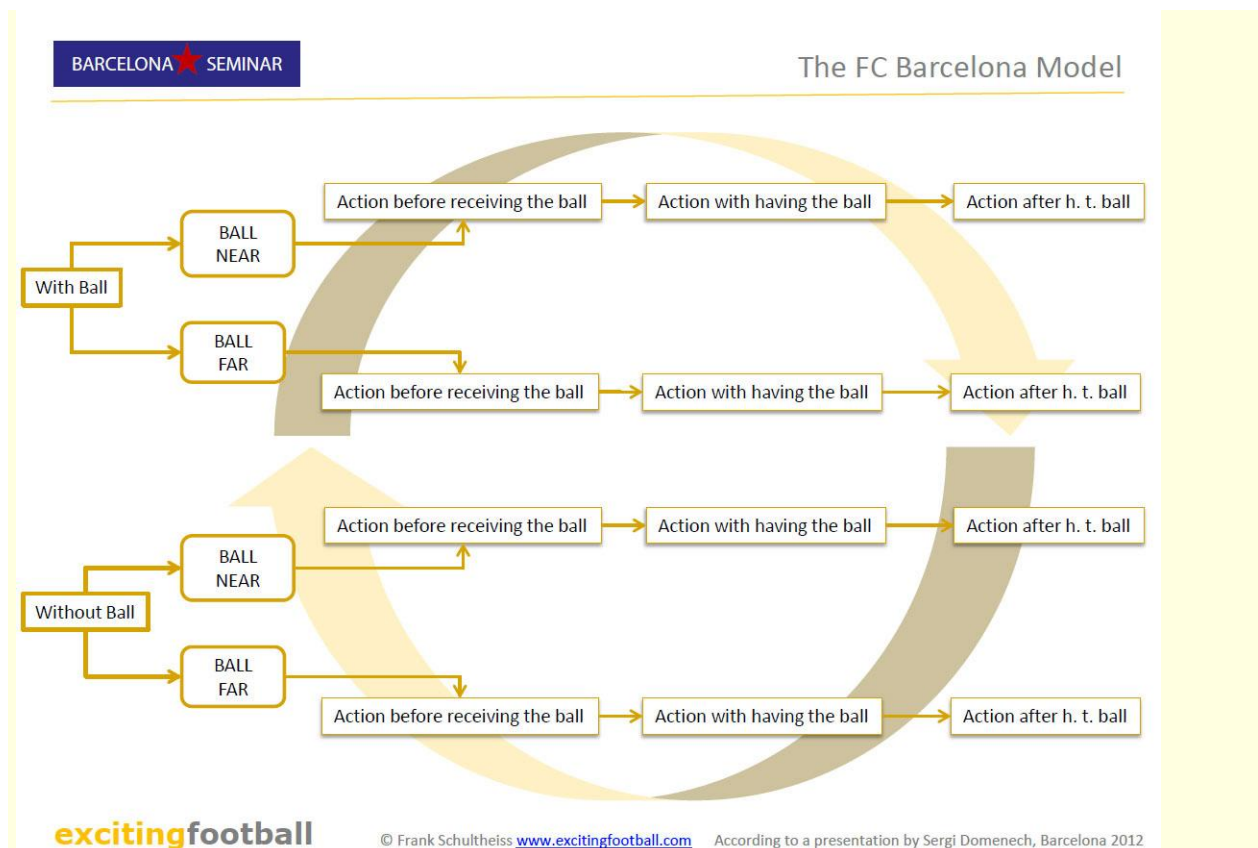 BARCELONA SEMINAR
The FC Barcelona Model
With Ball
BALL
NEAR
Action before receiving the ball
Action with having the ball
Action after h. t. ball
BALL
FAR
Action before receiving the ball
Action with having the ball
Action after h. t. ball
Without Ball
BALL
NEAR
Action before receiving the ball
Action with having the ball
Action after h. t. ball
BALL
FAR
Action before receiving the ball
Action with having the ball
Action after h. t. ball
excitingfootball
© Frank Schultheiss www.excitingfootball.com According to a presentation by Sergi Domenech, Barcelona 2012